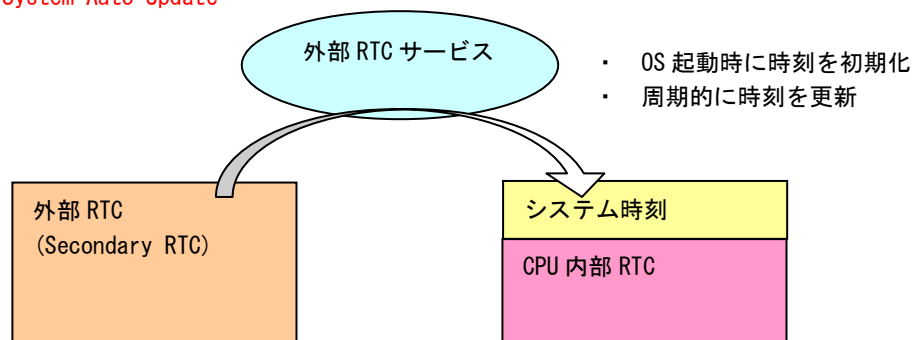 System Auto Update
外部 RTC サービス
・ OS 起動時に時刻を初期化
・ 周期的に時刻を更新
外部 RTC
(Secondary RTC)
システム時刻
CPU 内部 RTC